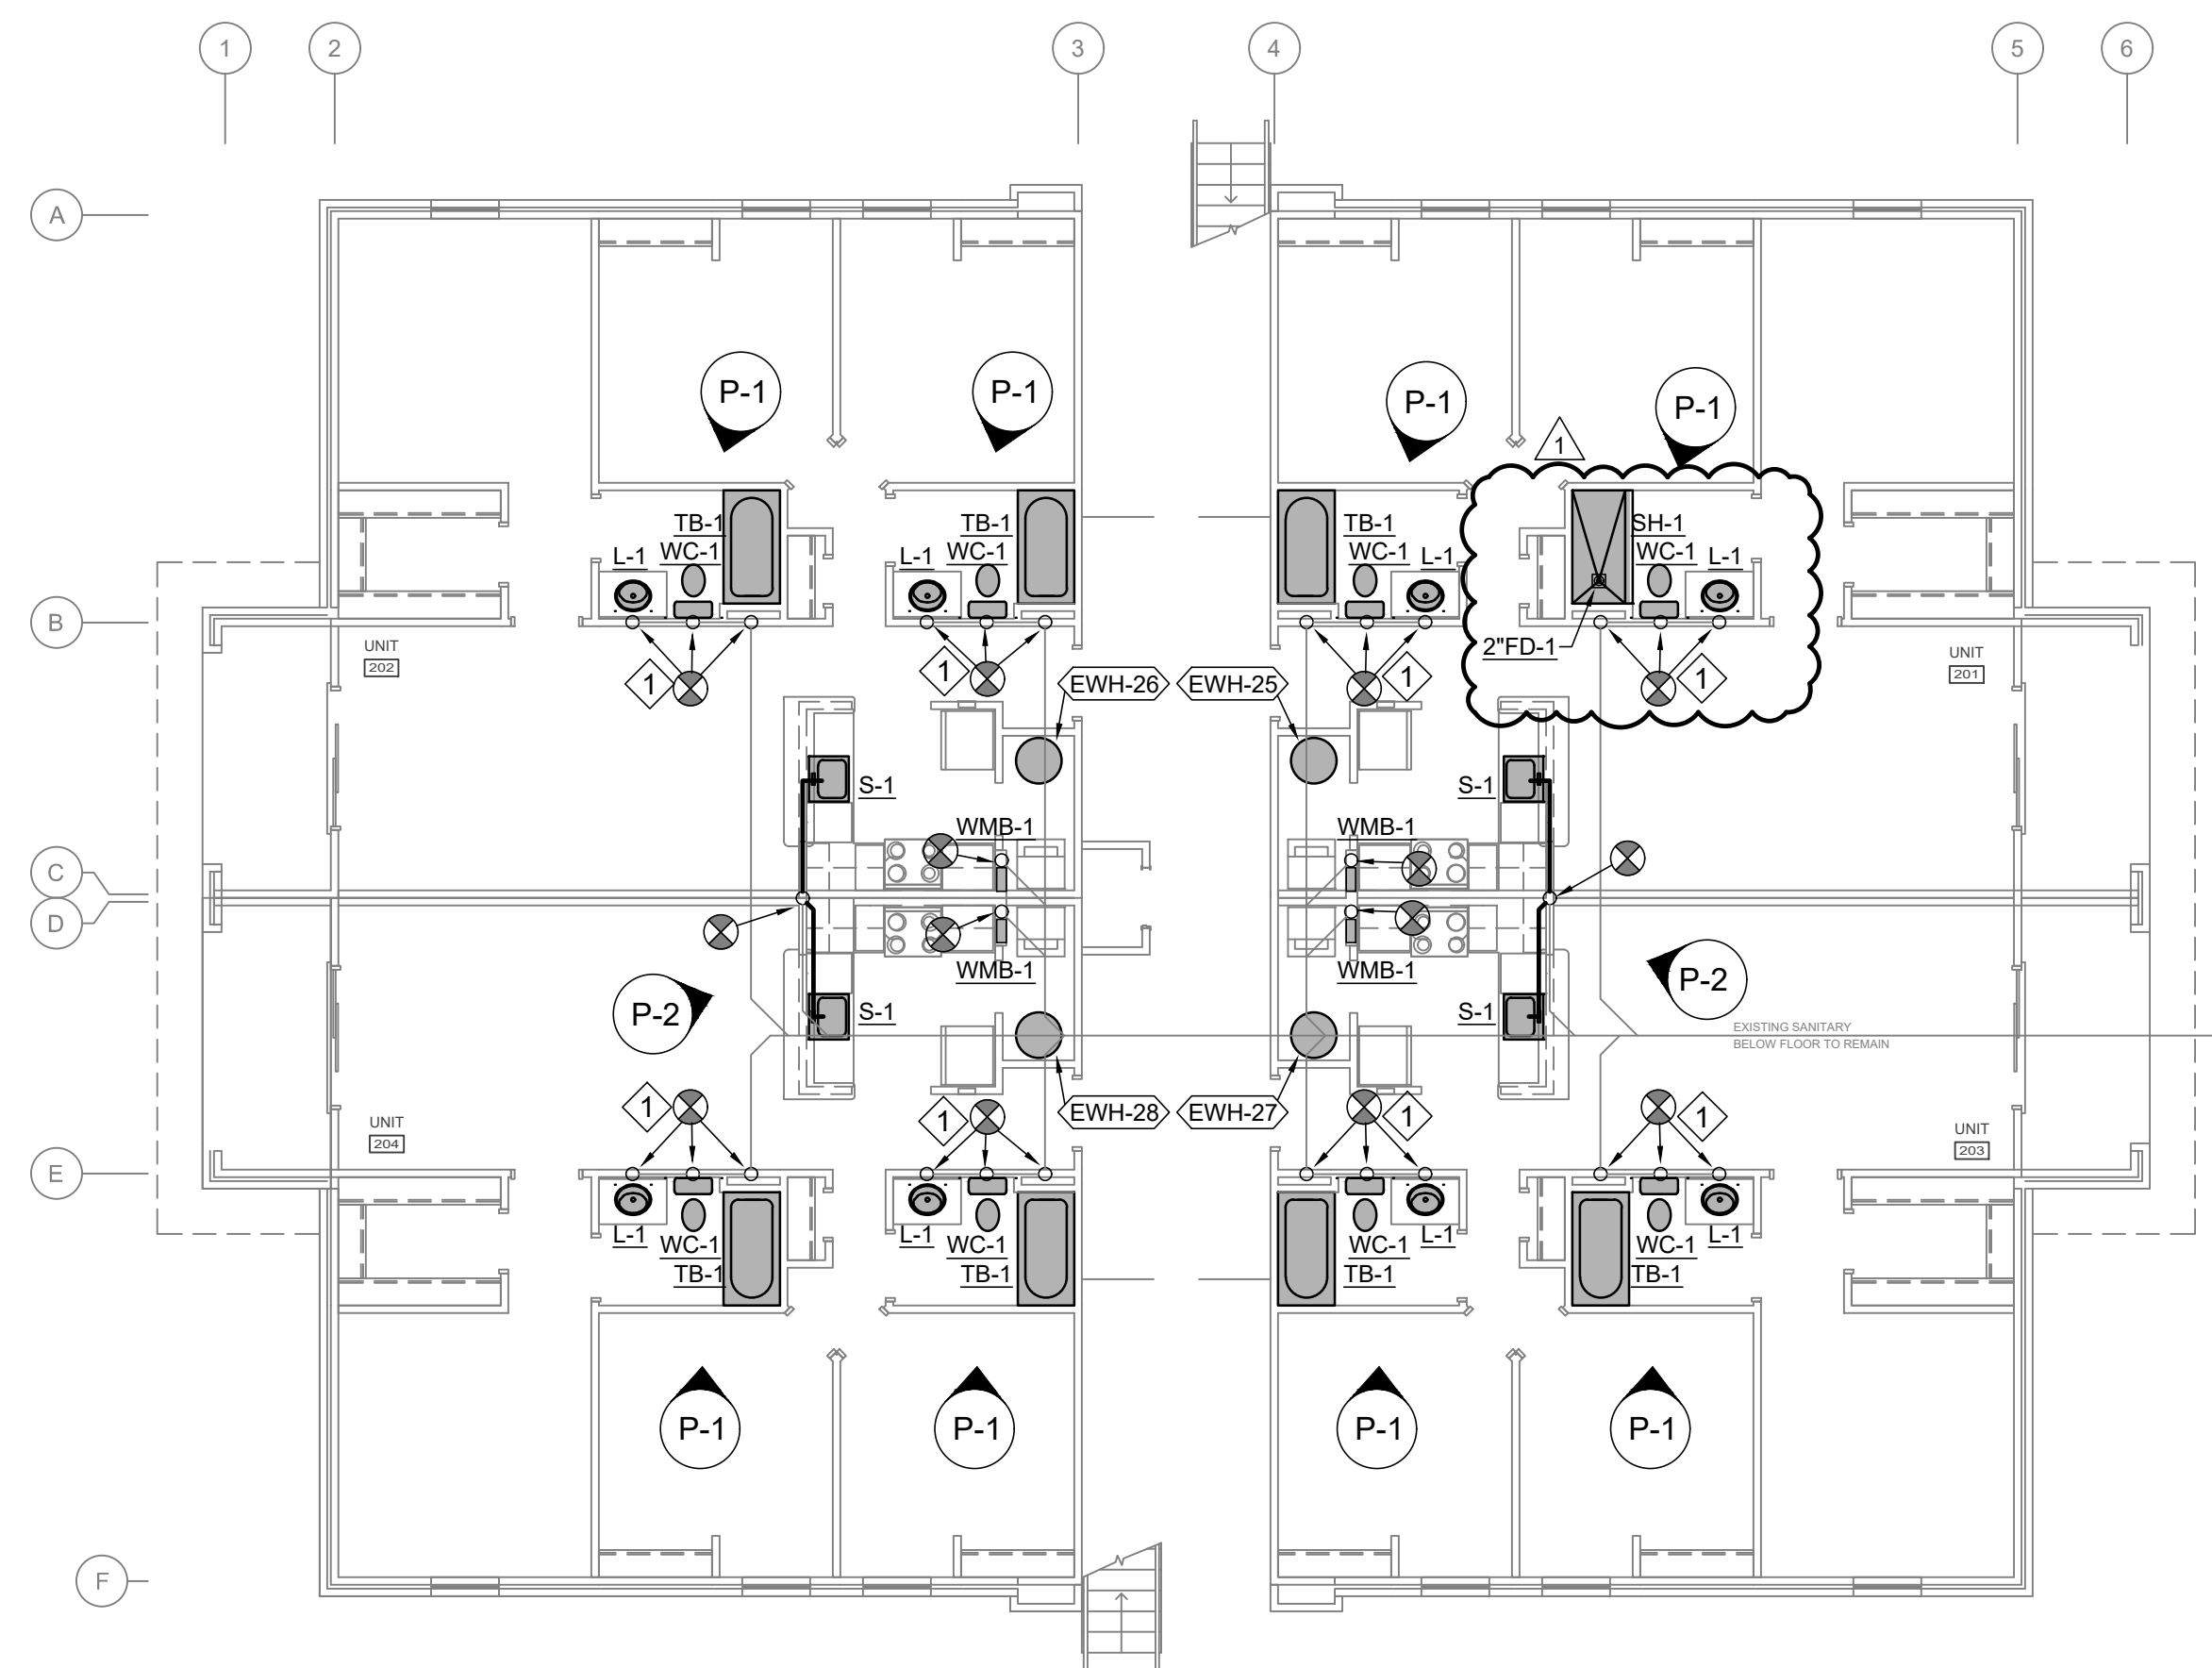 1 2 3 4 5 6
A
P-1 P-1 P-1 P-1
1
TB-1 TB-1 TB-1 SH-1
WC-1 WC-1 WC-1 WC-1
L-1 L-1 L-1 L-1
B
UNIT
202
2"FD-1
UNIT
201
1 1 1 1
EWH-26 EWH-25
S-1 S-1
WMB-1 WMB-1
C
D
WMB-1 WMB-1
P-2 P-2
S-1 S-1
EXISTING SANITARY
BELOW FLOOR TO REMAIN
1 1 1 1
EWH-28 EWH-27
UNIT
204
UNIT
203
E
L-1 L-1 L-1 L-1
WC-1 WC-1 WC-1 WC-1
TB-1 TB-1 TB-1 TB-1
P-1 P-1 P-1 P-1
F